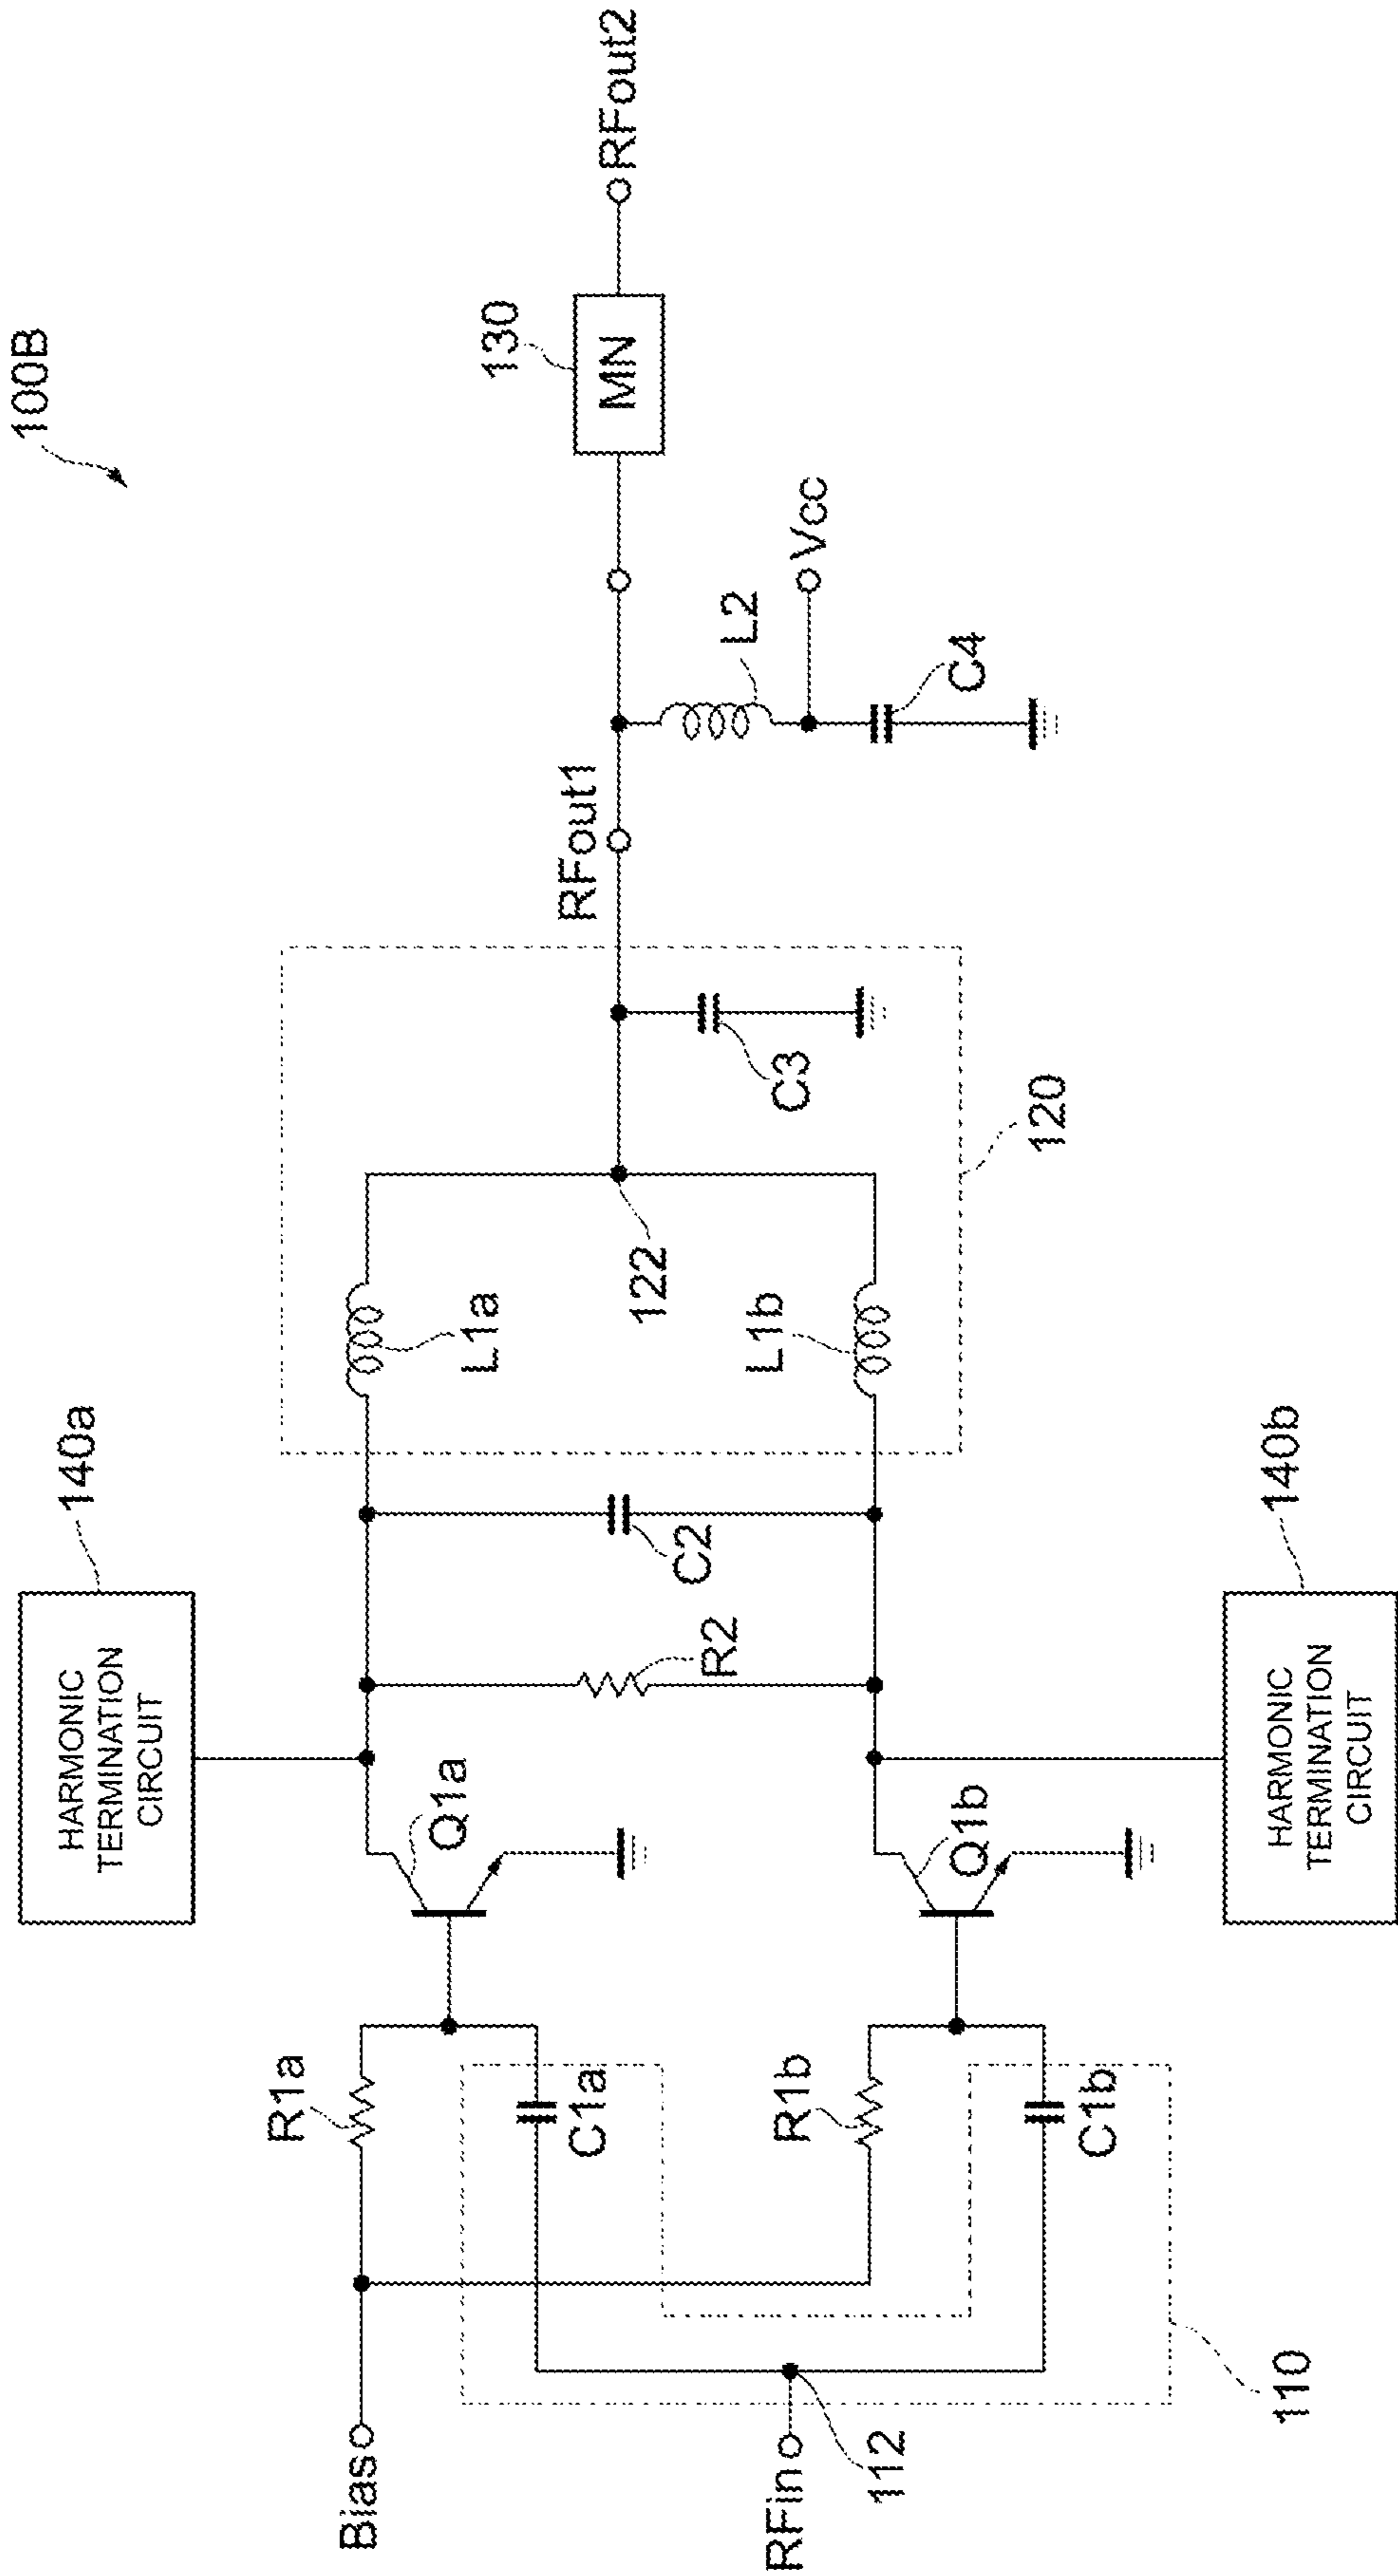 100B
HARMONIC
TERMINATION
CIRCUIT
140a
Bias
R1a
Q1a
L1a
C1a
R2
C2
122
RFout1
130
MN
RFout2
RFin
112
R1b
Q1b
L1b
C3
L2
Vcc
C1b
120
C4
110
HARMONIC
TERMINATION
CIRCUIT
140b